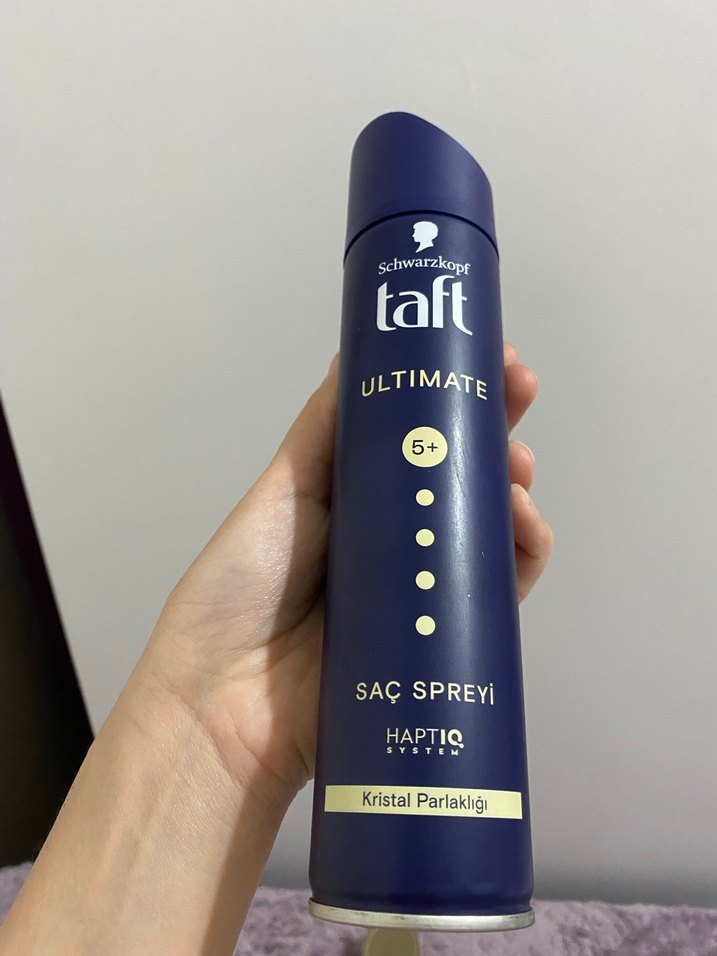 Schwarzkopf
taft
ULTIMATE
5+
SAÇ SPREYİ
HAPTIQ
SYSTEM
Kristal Parlaklığı